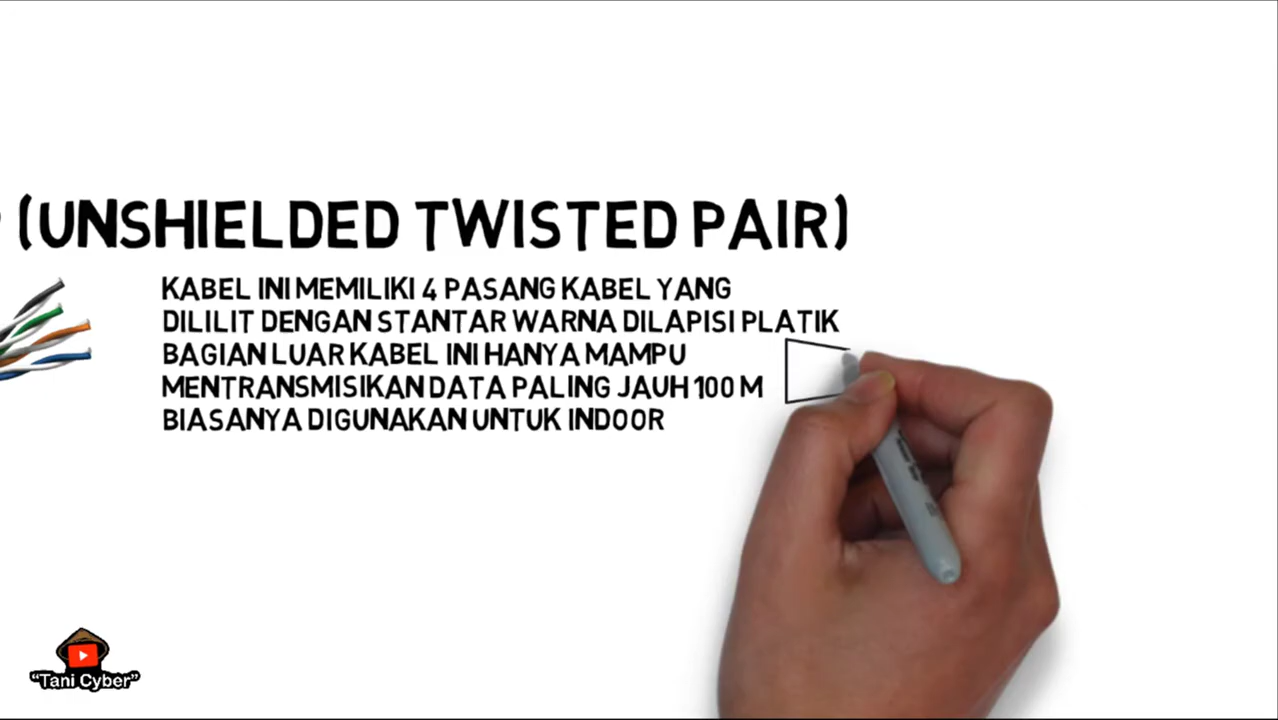 (UNSHIELDED TWISTED PAIR)
KABEL INI MEMILIKI 4 PASANG KABEL YANG
DILILIT DENGAN STANTAR WARNA DILAPISI PLATIK
BAGIAN LUAR KABEL INI HANYA MAMPU
MENTRANSMISIKAN DATA PALING JAUH 100 M
BIASANYA DIGUNAKAN UNTUK INDOOR
"Tani Cyber"